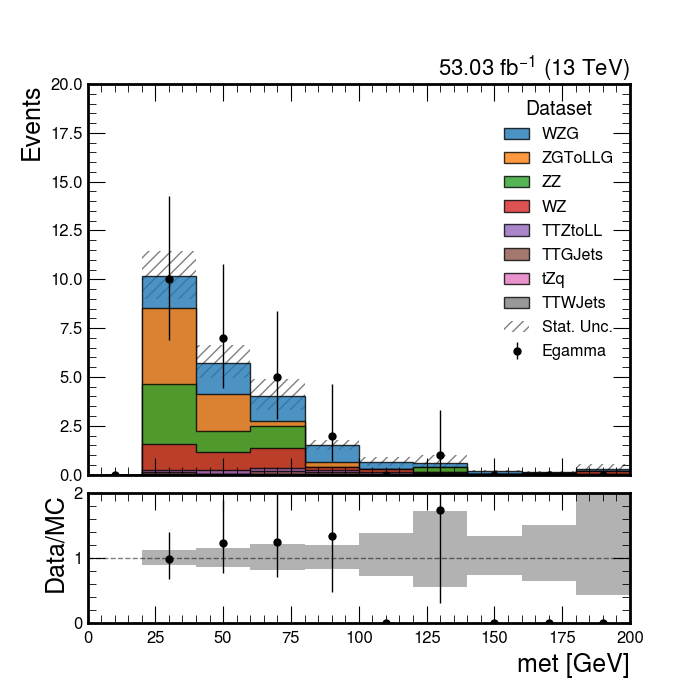 53.03 fb⁻¹ (13 TeV)
Events
20.0
17.5
15.0
12.5
10.0
7.5
5.0
2.5
0.0
Dataset
WZG
ZGToLLG
ZZ
WZ
TTZtoLL
TTGJets
tZq
TTWJets
Stat. Unc.
Egamma
Data/MC
2
1
0
0 25 50 75 100 125 150 175 200
met [GeV]